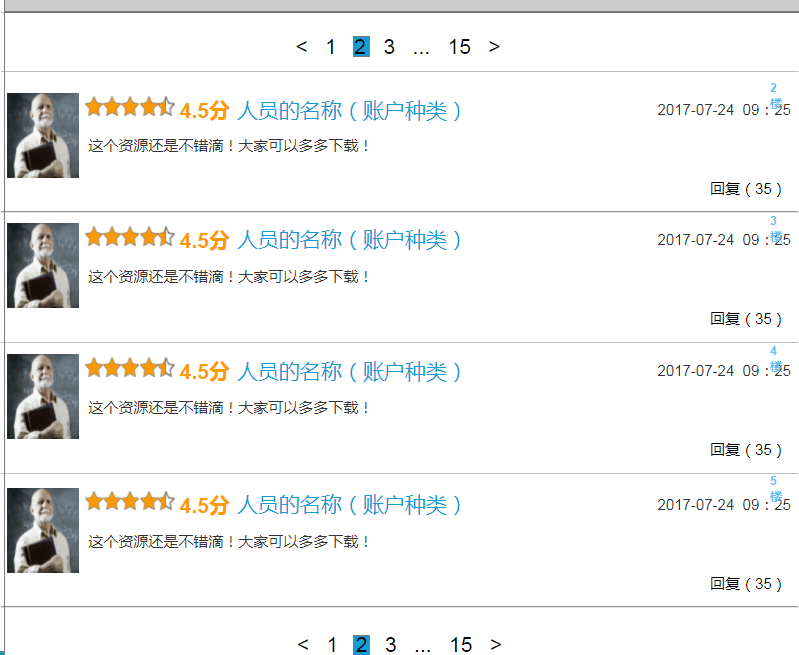 < 1 2 3 ... 15 >
2
楼
4.5分 人员的名称（账户种类） 2017-07-24 09：25
这个资源还是不错滴！大家可以多多下载！
回复（35）
3
楼
4.5分 人员的名称（账户种类） 2017-07-24 09：25
这个资源还是不错滴！大家可以多多下载！
回复（35）
4
楼
4.5分 人员的名称（账户种类） 2017-07-24 09：25
这个资源还是不错滴！大家可以多多下载！
回复（35）
5
楼
4.5分 人员的名称（账户种类） 2017-07-24 09：25
这个资源还是不错滴！大家可以多多下载！
回复（35）
< 1 2 3 ... 15 >